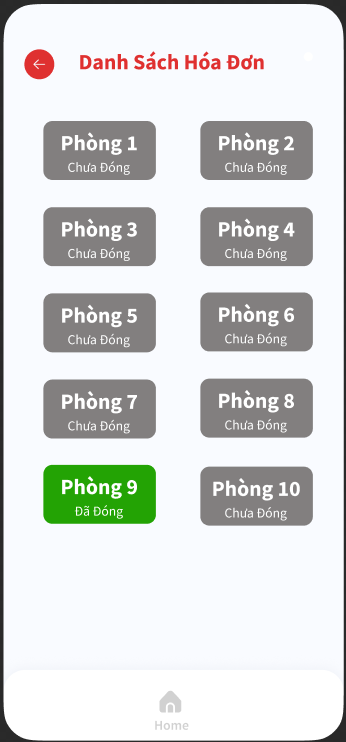 Danh Sách Hóa Đơn
Phòng 1
Chưa Đóng
Phòng 2
Chưa Đóng
Phòng 3
Chưa Đóng
Phòng 4
Chưa Đóng
Phòng 5
Chưa Đóng
Phòng 6
Chưa Đóng
Phòng 7
Chưa Đóng
Phòng 8
Chưa Đóng
Phòng 9
Đã Đóng
Phòng 10
Chưa Đóng
Home